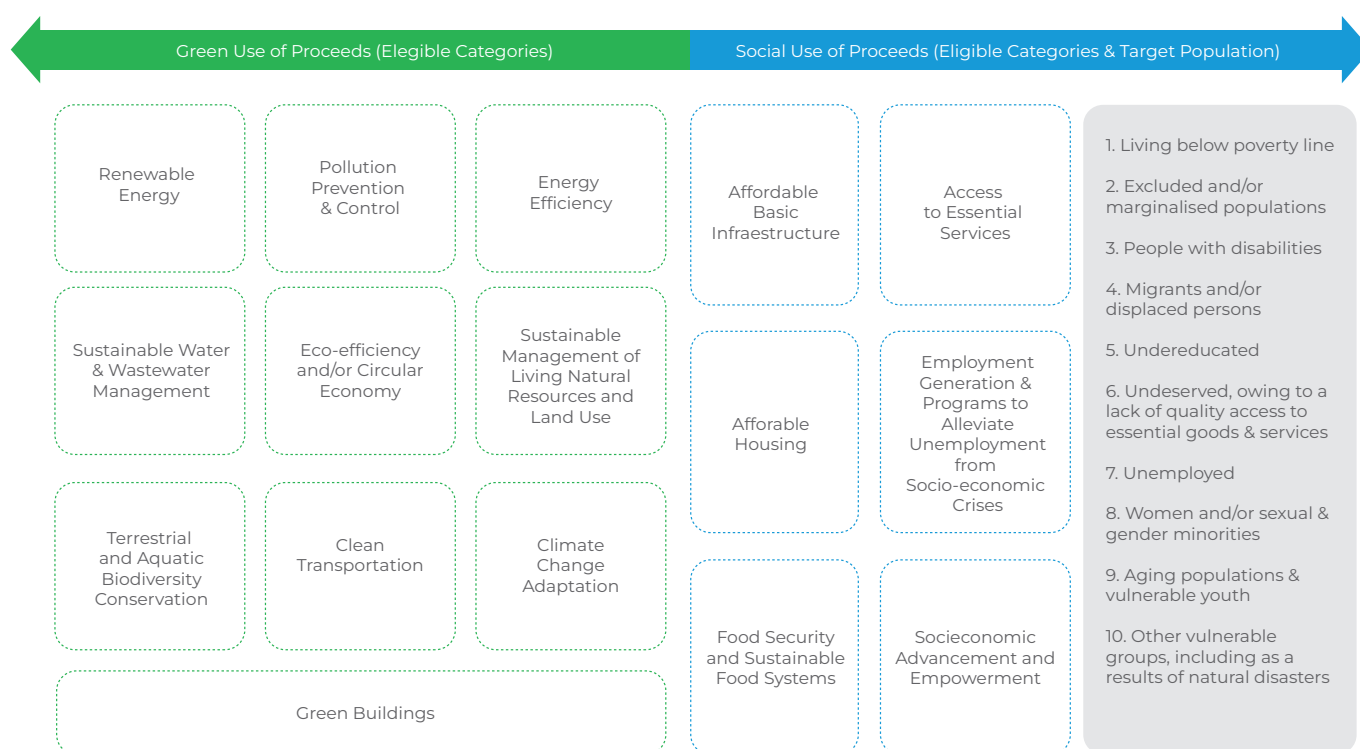 Green Use of Proceeds (Elegible Categories)
Social Use of Proceeds (Eligible Categories & Target Population)
Renewable
Energy
Pollution
Prevention
& Control
Energy
Efficiency
Sustainable Water
& Wastewater
Management
Eco-efficiency
and/or Circular
Economy
Sustainable
Management of
Living Natural
Resources and
Land Use
Terrestrial
and Aquatic
Biodiversity
Conservation
Clean
Transportation
Climate
Change
Adaptation
Green Buildings
Affordable
Basic
Infraestructure
Access
to Essential
Services
Afforable
Housing
Employment
Generation &
Programs to
Alleviate
Unemployment
from
Socio-economic
Crises
Food Security
and Sustainable
Food Systems
Socieconomic
Advancement and
Empowerment
1. Living below poverty line
2. Excluded and/or
marginalised populations
3. People with disabilities
4. Migrants and/or
displaced persons
5. Undereducated
6. Undeserved, owing to a
lack of quality access to
essential goods & services
7. Unemployed
8. Women and/or sexual &
gender minorities
9. Aging populations &
vulnerable youth
10. Other vulnerable
groups, including as a
results of natural disasters